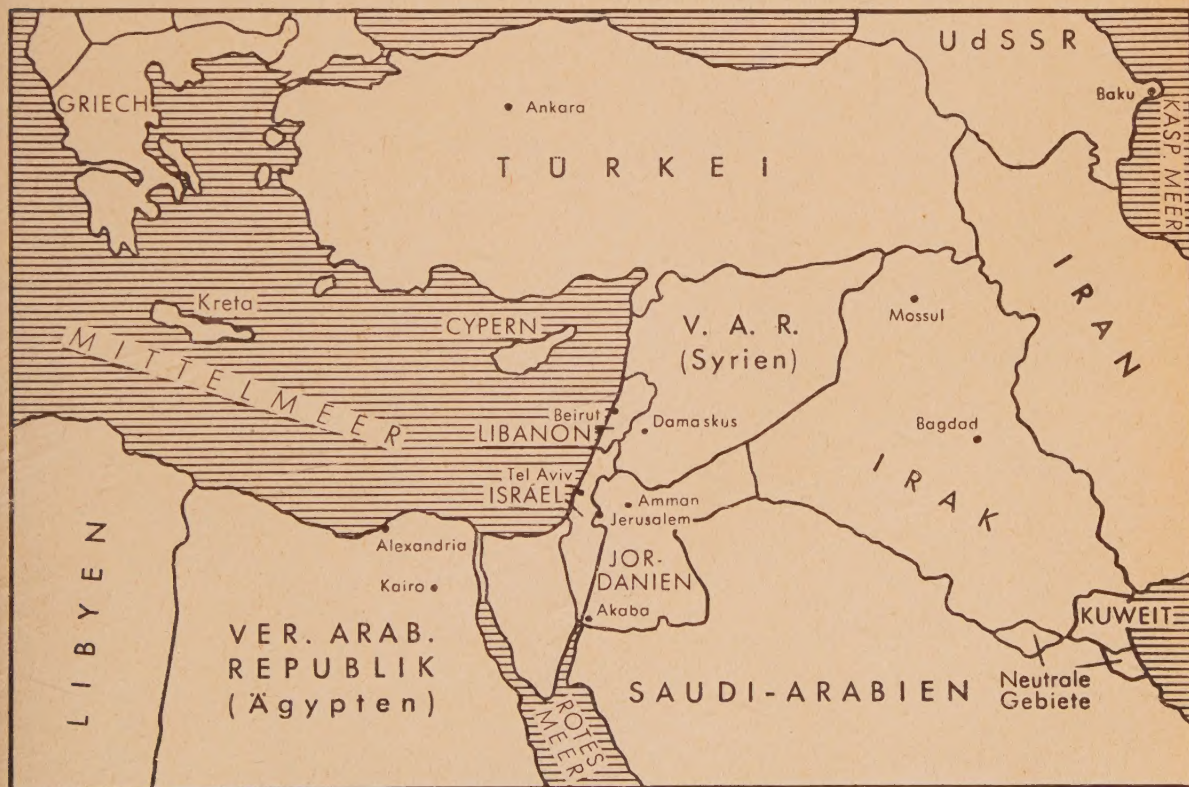 UdSSR
GRIECH
Ankara
Baku
KASP. MEER
TÜRKEI
IRAN
Kreta
CYPERN
V. A. R.
(Syrien)
Mossul
MITTELMEER
Beirut
LIBANON
Damaskus
Bagdad
IRAK
Tel Aviv
ISRAEL
Amman
Jerusalem
Alexandria
JOR-
DANIEN
Kairo
Akaba
LIBYEN
VER. ARAB.
REPUBLIK
(Ägypten)
KUWEIT
SAUDI-ARABIEN
Neutrale
Gebiete
ROTES
MEER